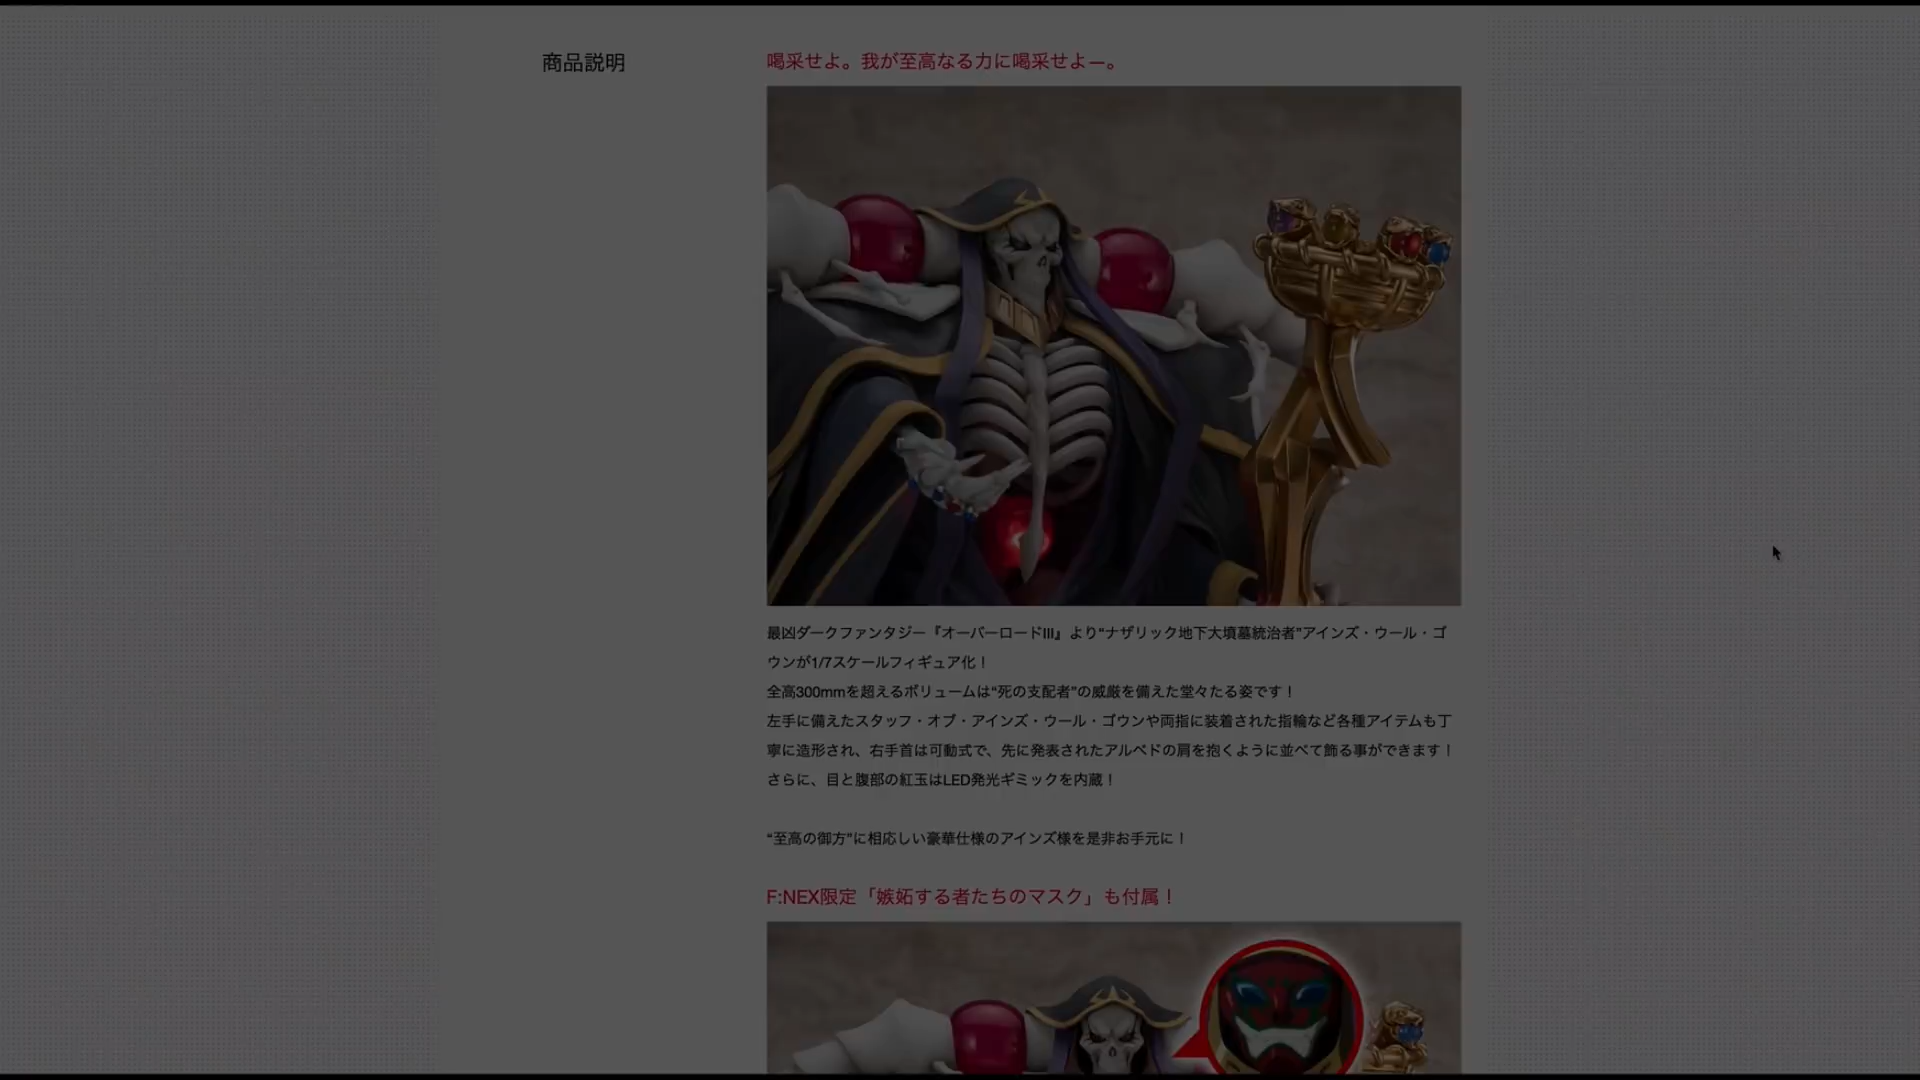 商品説明
喝采せよ。我が至高なる力に喝采せよー。
最凶ダークファンタジー『オーバーロードIII』より“ナザリック地下大墳墓統治者”アインズ・ウール・ゴ
ウンが1/7スケールフィギュア化！
全高300mmを超えるボリュームは“死の支配者”の威厳を備えた堂々たる姿です！
左手に備えたスタッフ・オブ・アインズ・ウール・ゴウンや両指に装着された指輪など各種アイテムも丁
寧に造形され、右手首は可動式で、先に発表されたアルベドの肩を抱くように並べて飾る事ができます！
さらに、目と腹部の紅玉はLED発光ギミックを内蔵！
“至高の御方”に相応しい豪華仕様のアインズ様を是非お手元に！
F:NEX限定「嫉妬する者たちのマスク」も付属！